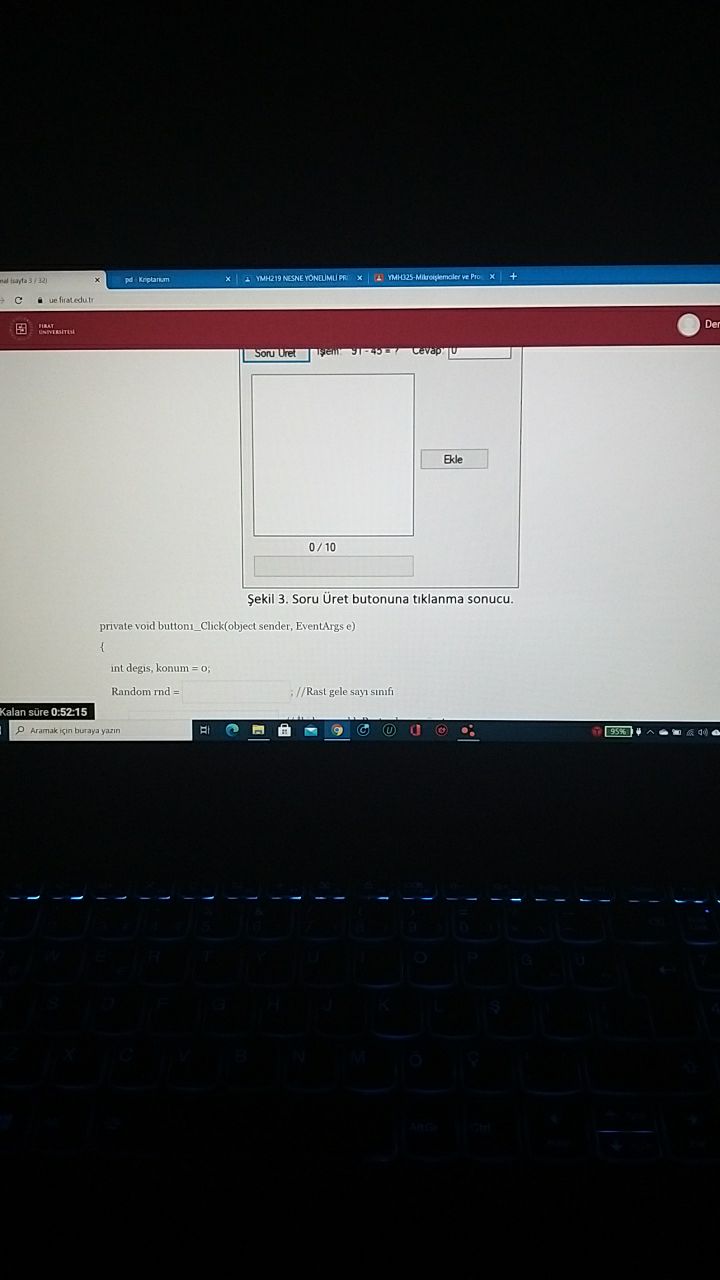 nal (sayfa 3 / 32)
pd - Kriptarium
YMH219 NESNE YÖNELİMLİ PR
YMH325-Mikroişlemciler ve Pro
ue.firat.edu.tr
FIRAT
ÜNİVERSİTESİ
Der
Soru Üret İşlem: 91 - 45 = ? Cevap: 0
Ekle
0 / 10
Şekil 3. Soru Üret butonuna tıklanma sonucu.
private void button1_Click(object sender, EventArgs e)
{
int degis, konum = 0;
Random rnd = ; //Rast gele sayı sınıfı
Kalan süre 0:52:15
Aramak için buraya yazın
95%
W E R T Y U I O P Ğ Ü
S D F G H J K L Ş
Z X C V B N M Ö Ç
AltGr Ctrl